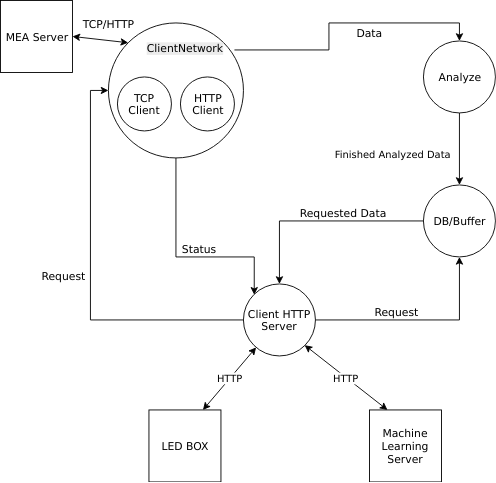 MEA Server
TCP/HTTP
ClientNetwork
TCP
Client
HTTP
Client
Data
Analyze
Finished Analyzed Data
DB/Buffer
Requested Data
Status
Request
Client HTTP
Server
Request
HTTP
HTTP
LED BOX
Machine
Learning
Server